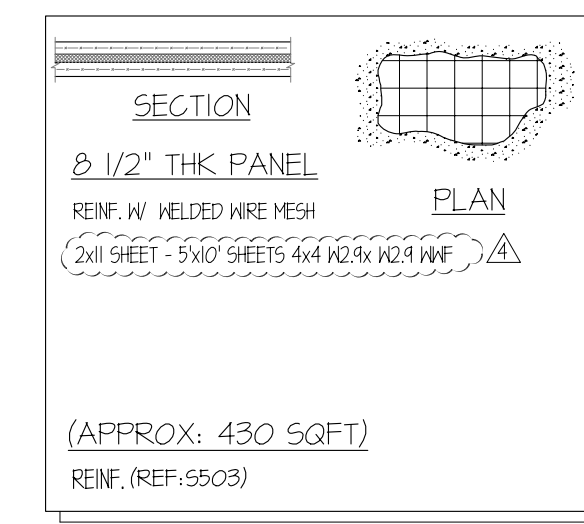 SECTION
8 1/2" THK PANEL
PLAN
REINF. W/ WELDED WIRE MESH
2x11 SHEET - 5'x10' SHEETS 4x4 W2.9x W2.9 WWF 4
(APPROX: 430 SQFT)
REINF. (REF:S503)